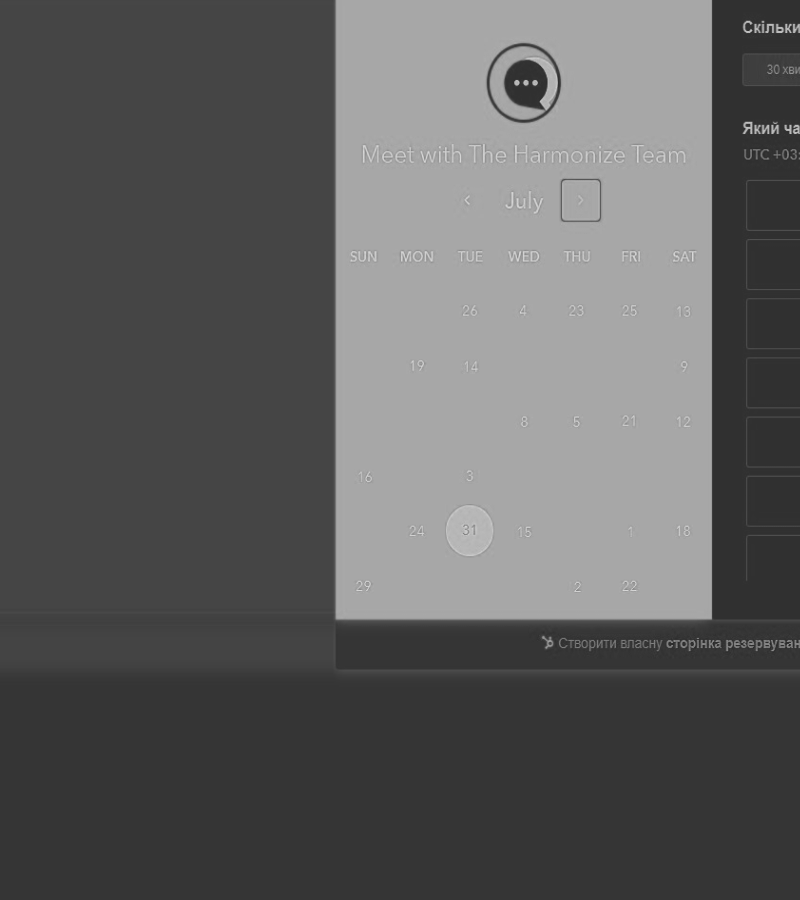 Скільки
30 хви
Meet with The Harmonize Team
Який ча
UTC +03:
July
SUN MON TUE WED THU FRI SAT
26 4 23 25 13
19 14 9
8 5 21 12
16 3
24 31 15 1 18
29 2 22
Створити власну сторінка резервуван